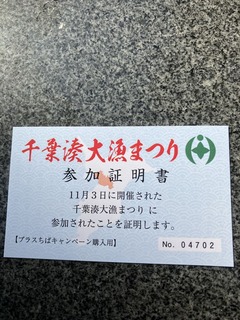 千葉湊大漁まつり
参加証明書
11月3日に開催された
千葉湊大漁まつり に
参加されたことを証明します。
【プラスちばキャンペーン購入用】
No. 04702